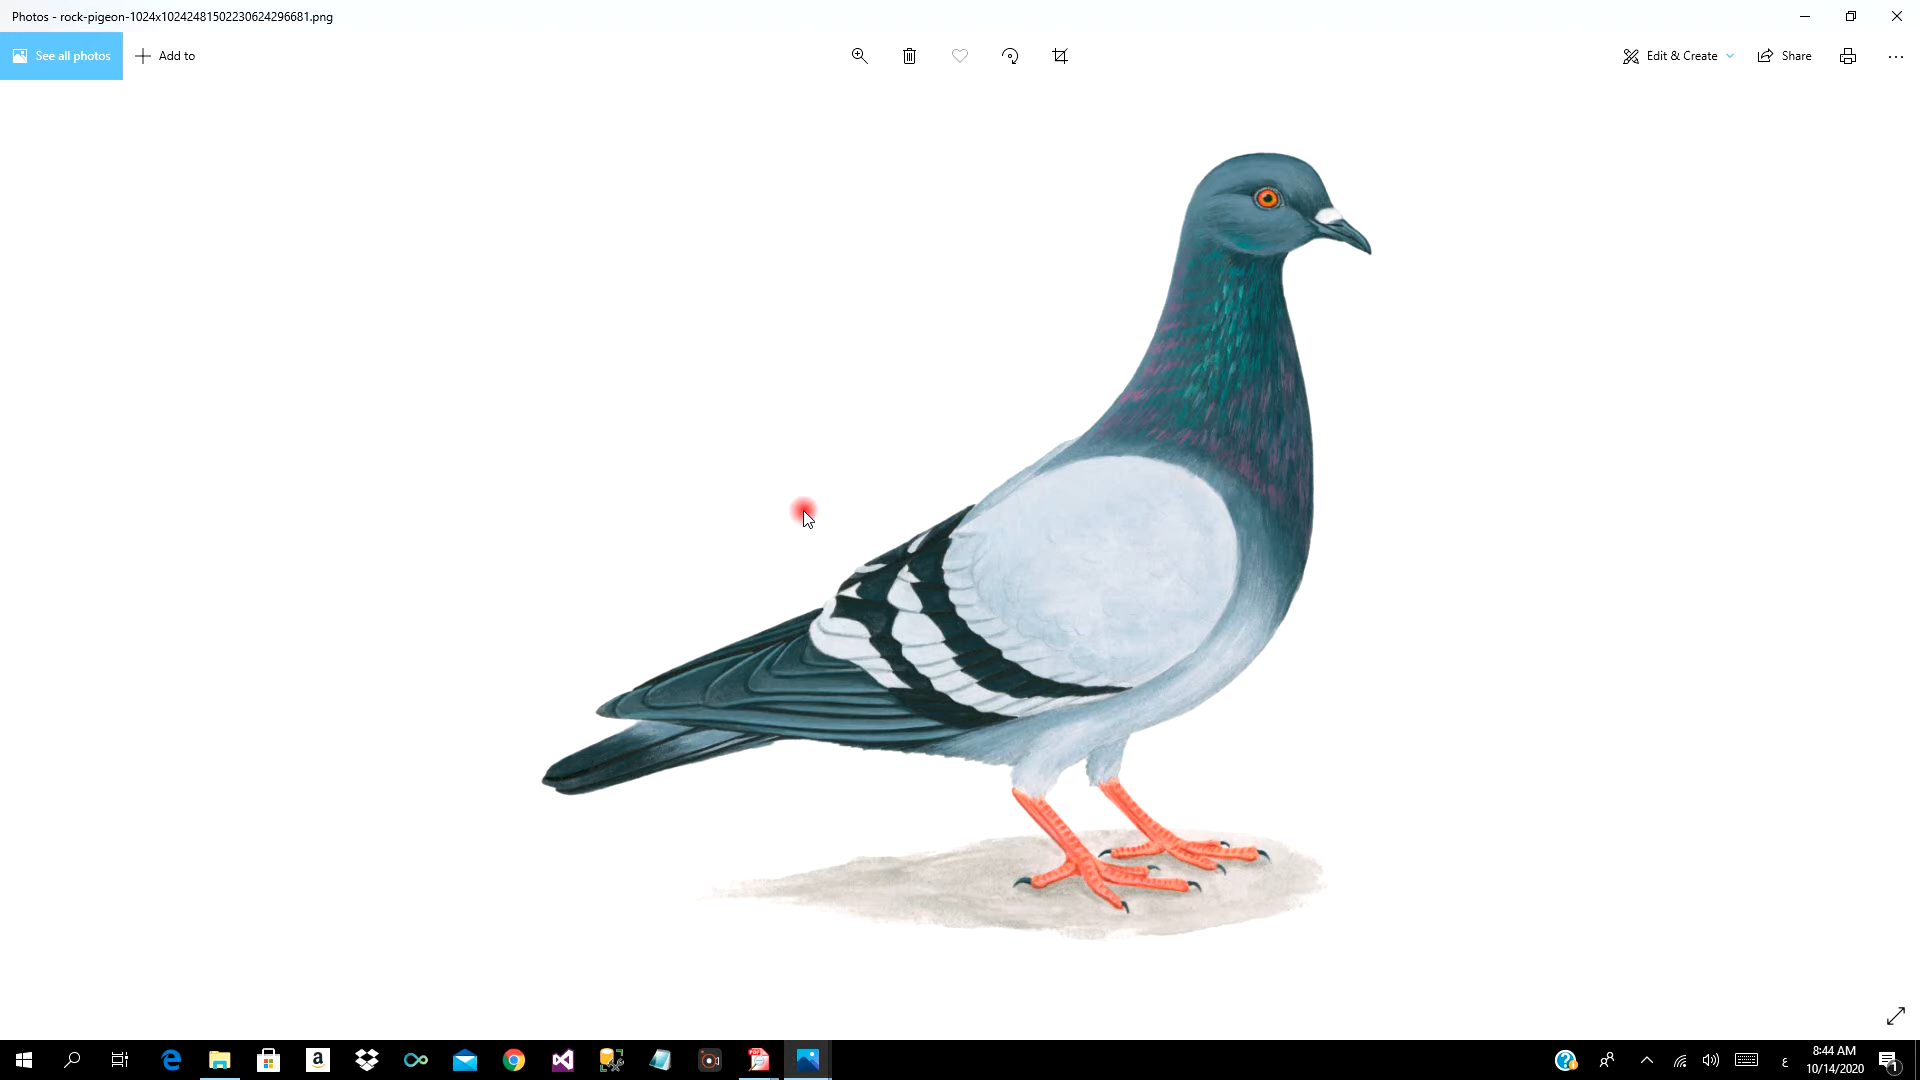 Photos - rock-pigeon-1024x10242481502230624296681.png
See all photos
Add to
Edit & Create
Share
8:44 AM
ع
10/14/2020
1